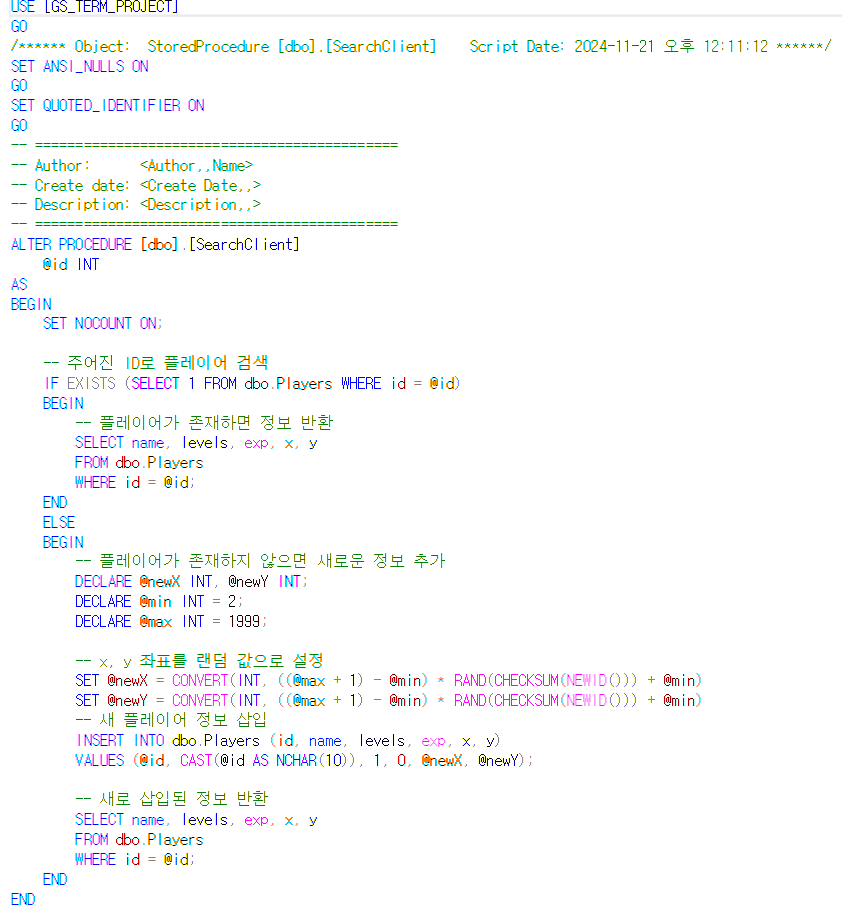 USE [GS_TERM_PROJECT]
GO
/****** Object:  StoredProcedure [dbo].[SearchClient]    Script Date: 2024-11-21 오후 12:11:12 ******/
SET ANSI_NULLS ON
GO
SET QUOTED_IDENTIFIER ON
GO
-- =============================================
-- Author:      <Author,,Name>
-- Create date: <Create Date,,>
-- Description: <Description,,>
-- =============================================
ALTER PROCEDURE [dbo].[SearchClient]
    @id INT
AS
BEGIN
    SET NOCOUNT ON;

    -- 주어진 ID로 플레이어 검색
    IF EXISTS (SELECT 1 FROM dbo.Players WHERE id = @id)
    BEGIN
        -- 플레이어가 존재하면 정보 반환
        SELECT name, levels, exp, x, y
        FROM dbo.Players
        WHERE id = @id;
    END
    ELSE
    BEGIN
        -- 플레이어가 존재하지 않으면 새로운 정보 추가
        DECLARE @newX INT, @newY INT;
        DECLARE @min INT = 2;
        DECLARE @max INT = 1999;

        -- x, y 좌표를 랜덤 값으로 설정
        SET @newX = CONVERT(INT, ((@max + 1) - @min) * RAND(CHECKSUM(NEWID())) + @min)
        SET @newY = CONVERT(INT, ((@max + 1) - @min) * RAND(CHECKSUM(NEWID())) + @min)
        -- 새 플레이어 정보 삽입
        INSERT INTO dbo.Players (id, name, levels, exp, x, y)
        VALUES (@id, CAST(@id AS NCHAR(10)), 1, 0, @newX, @newY);

        -- 새로 삽입된 정보 반환
        SELECT name, levels, exp, x, y
        FROM dbo.Players
        WHERE id = @id;
    END
END